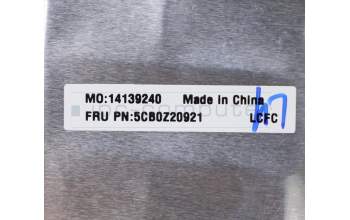 MO:14139240 Made in China
FRU PN:5CB0Z20921 LCFC